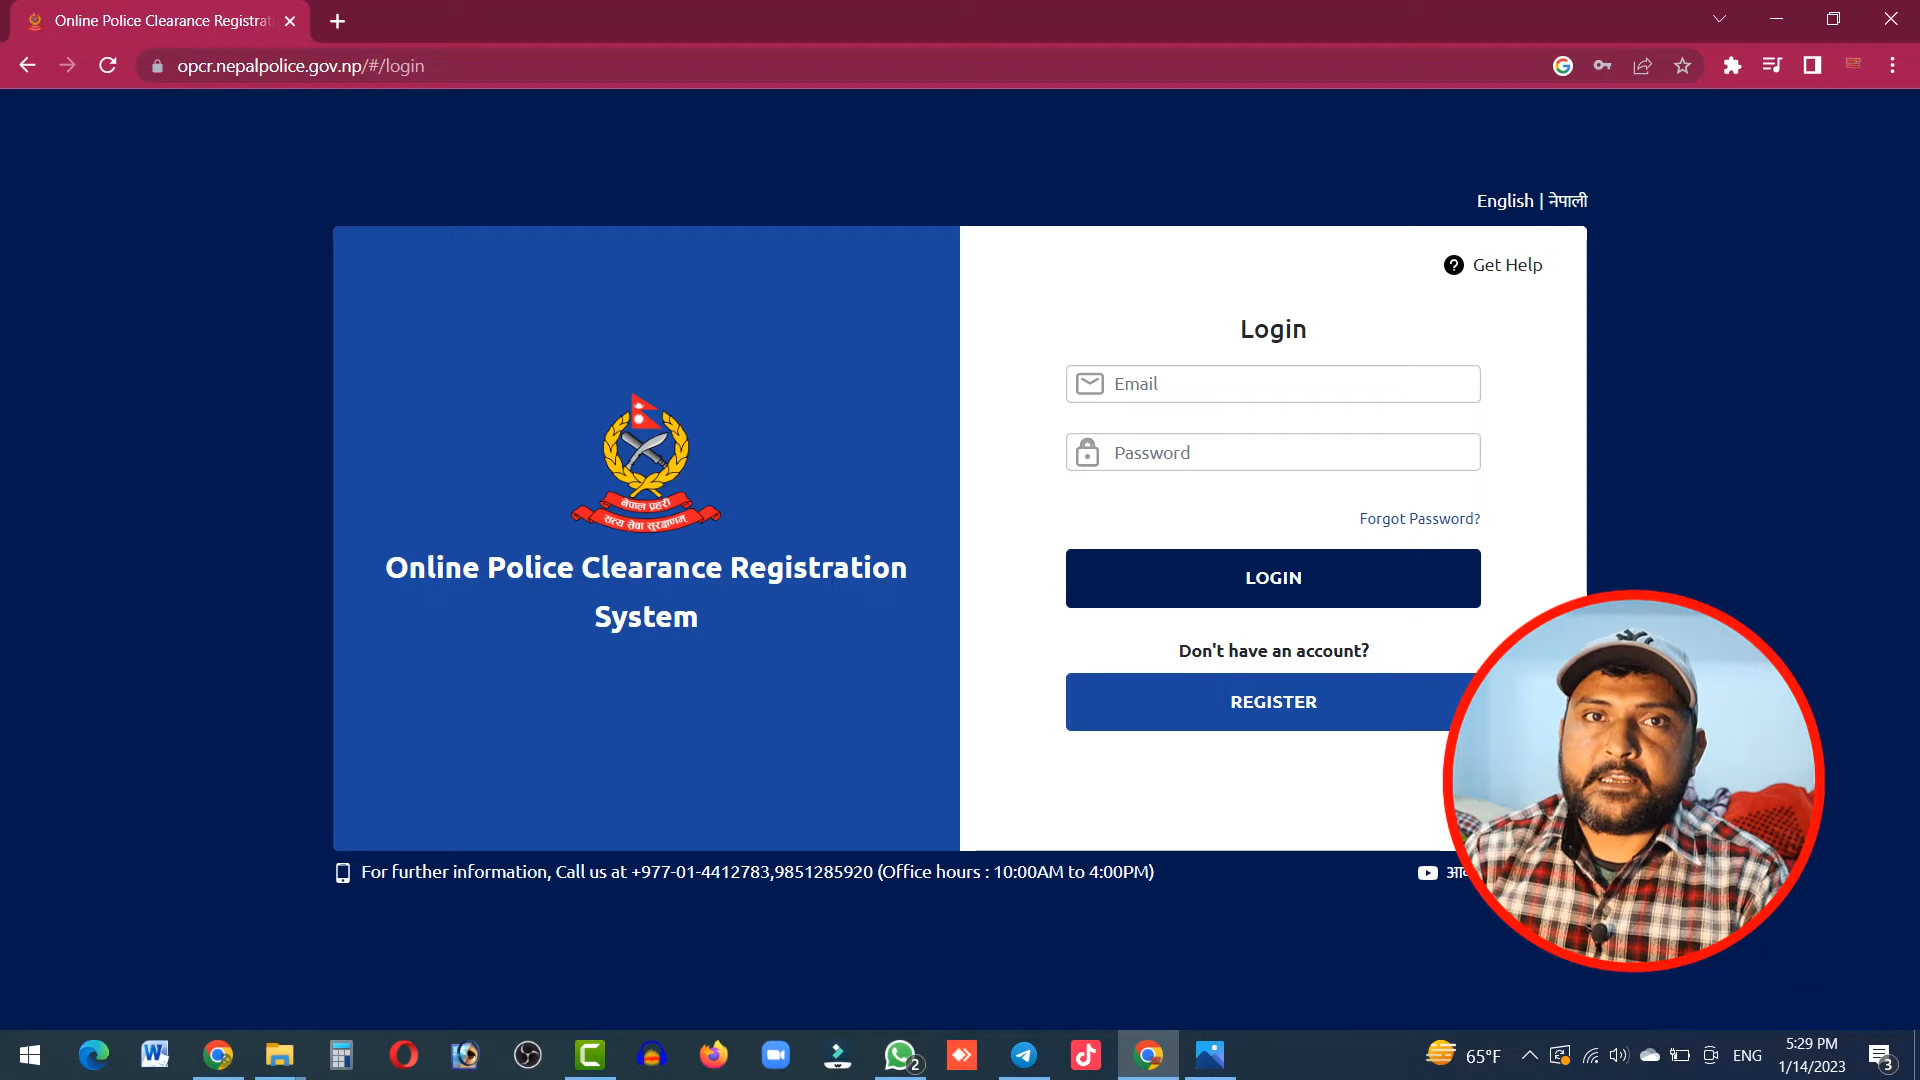 Online Police Clearance Registrat
opcr.nepalpolice.gov.np/#/login
English | नेपाली
Get Help
Login
Email
Password
Forgot Password?
LOGIN
Don't have an account?
REGISTER
नेपाल प्रहरी
सत्य सेवा सुरक्षणम्
Online Police Clearance Registration
System
For further information, Call us at +977-01-4412783,9851285920 (Office hours : 10:00AM to 4:00PM)
2
65°F
ENG
5:29 PM
1/14/2023
3